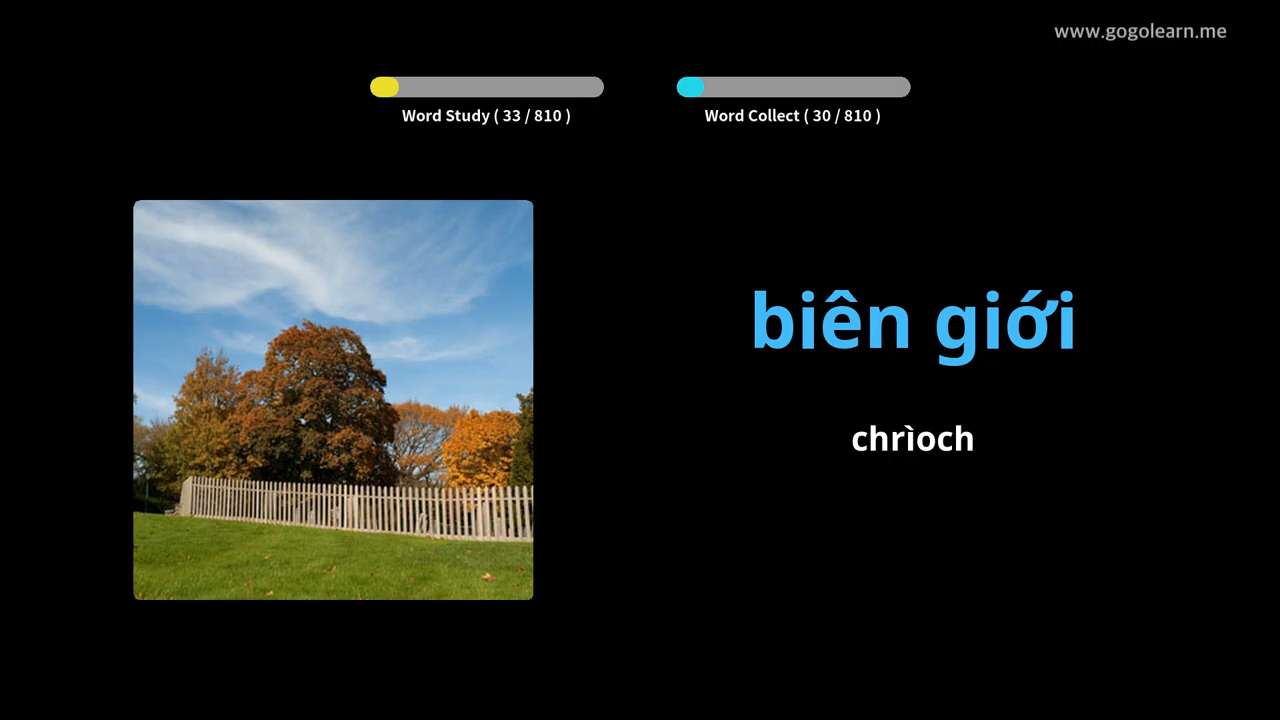 www.gogolearn.me
Word Study ( 33 / 810 )
Word Collect ( 30 / 810 )
biên giới
chrìoch